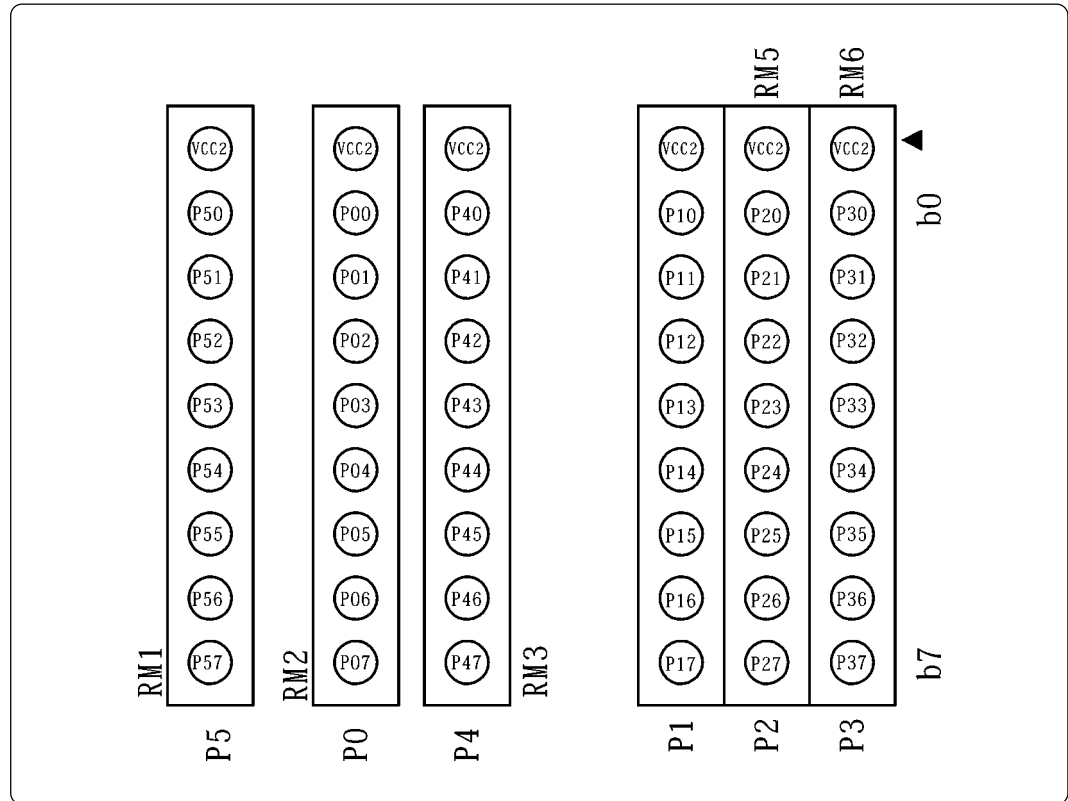 RM5 RM6
VCC2 VCC2 VCC2 VCC2 VCC2 VCC2
P50 P00 P40 P10 P20 P30 b0
P51 P01 P41 P11 P21 P31
P52 P02 P42 P12 P22 P32
P53 P03 P43 P13 P23 P33
P54 P04 P44 P14 P24 P34
P55 P05 P45 P15 P25 P35
P56 P06 P46 P16 P26 P36
RM1 P57 RM2 P07 P47 RM3 P17 P27 P37 b7
P5 P0 P4 P1 P2 P3